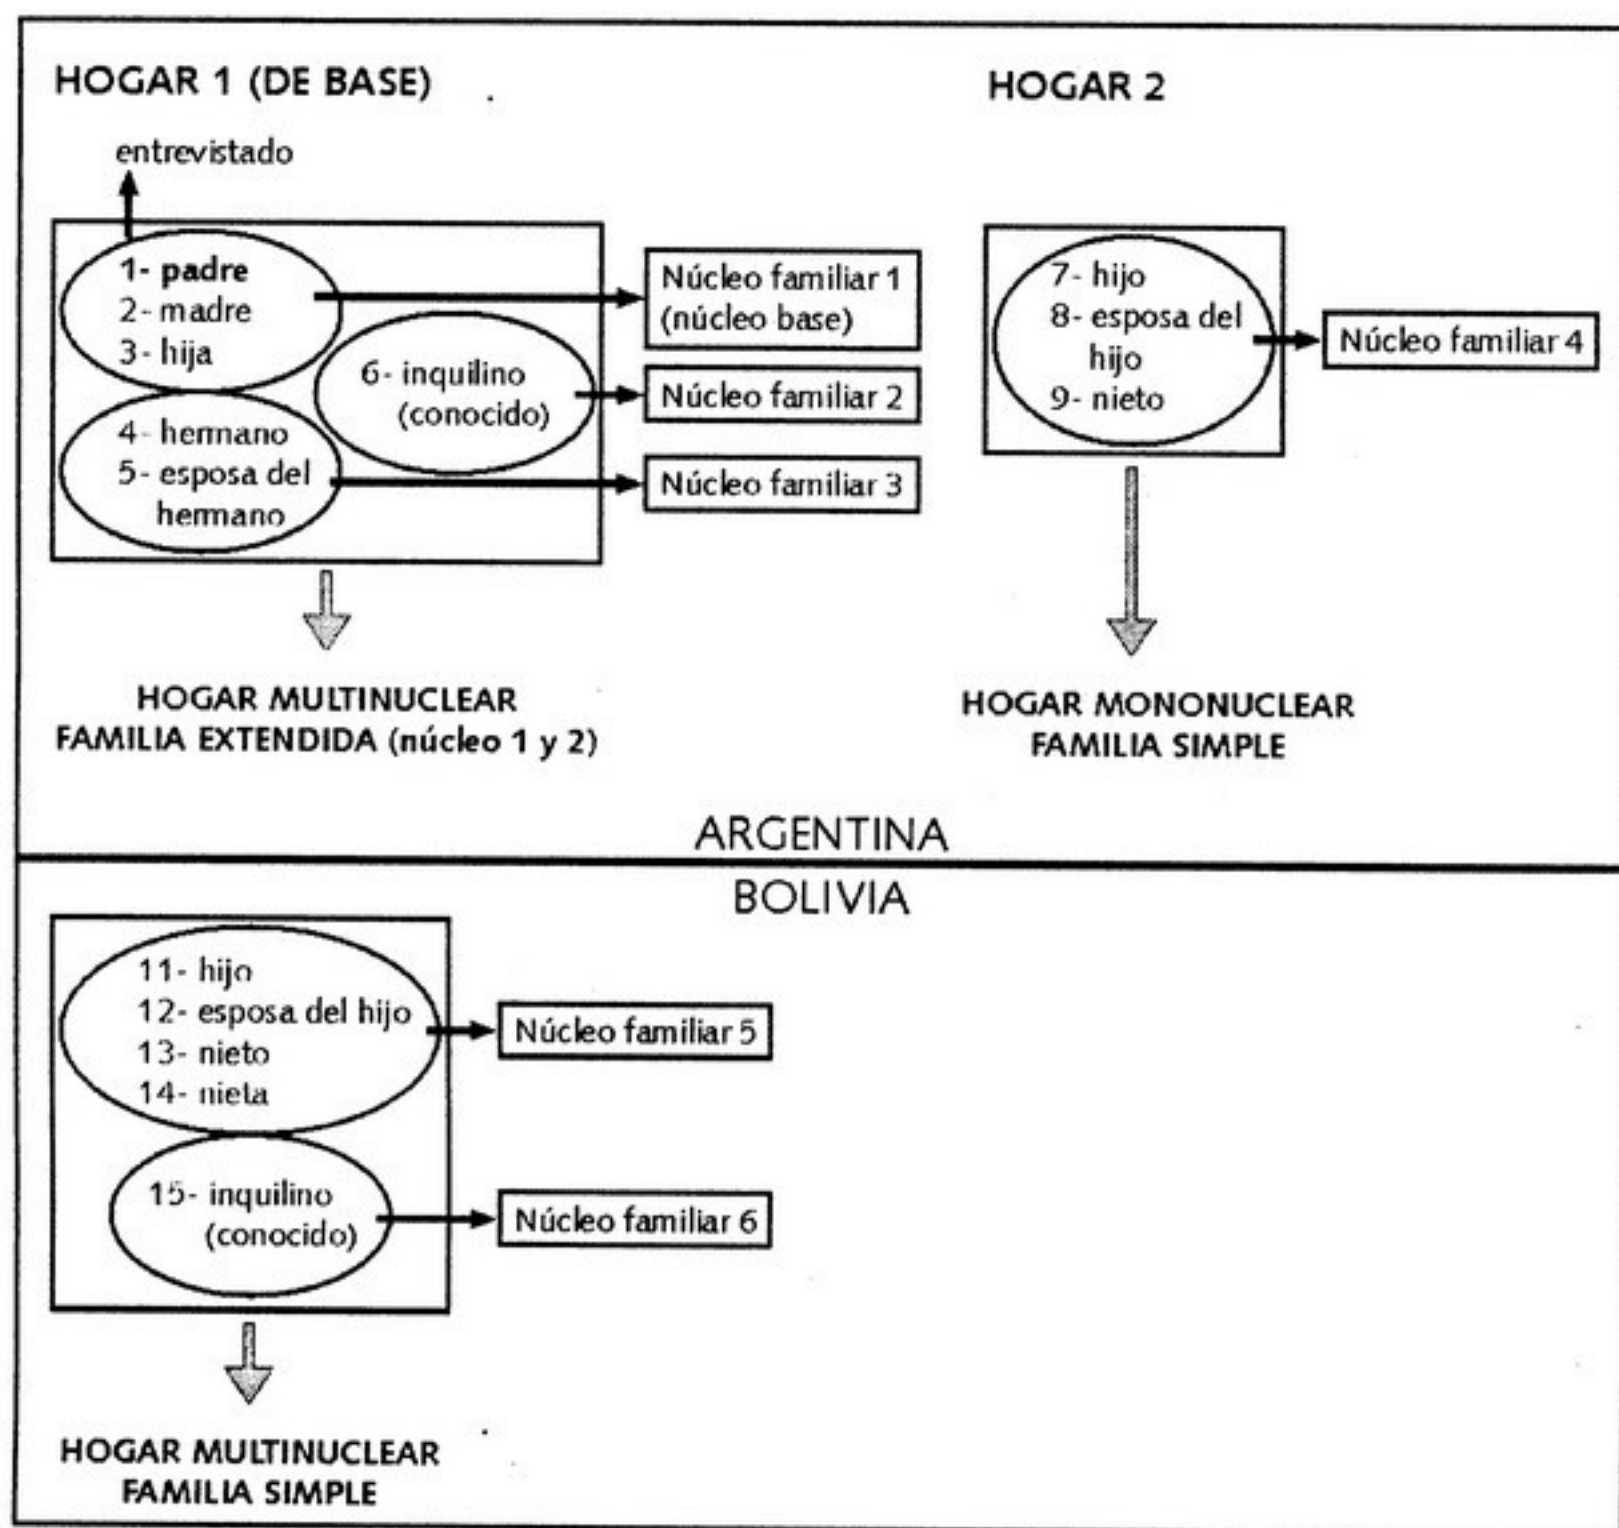 HOGAR 1 (DE BASE)
entrevistado
1- padre
2- madre
3- hija
4- hermano
5- esposa del
hermano
6- inquilino
(conocido)
Núcleo familiar 1
(núcleo base)
Núcleo familiar 2
Núcleo familiar 3
HOGAR MULTINUCLEAR
FAMILIA EXTENDIDA (núcleo 1 y 2)
HOGAR 2
7- hijo
8- esposa del
hijo
9- nieto
Núcleo familiar 4
HOGAR MONONUCLEAR
FAMILIA SIMPLE
ARGENTINA
BOLIVIA
11- hijo
12- esposa del hijo
13- nieto
14- nieta
Núcleo familiar 5
15- inquilino
(conocido)
Núcleo familiar 6
HOGAR MULTINUCLEAR
FAMILIA SIMPLE